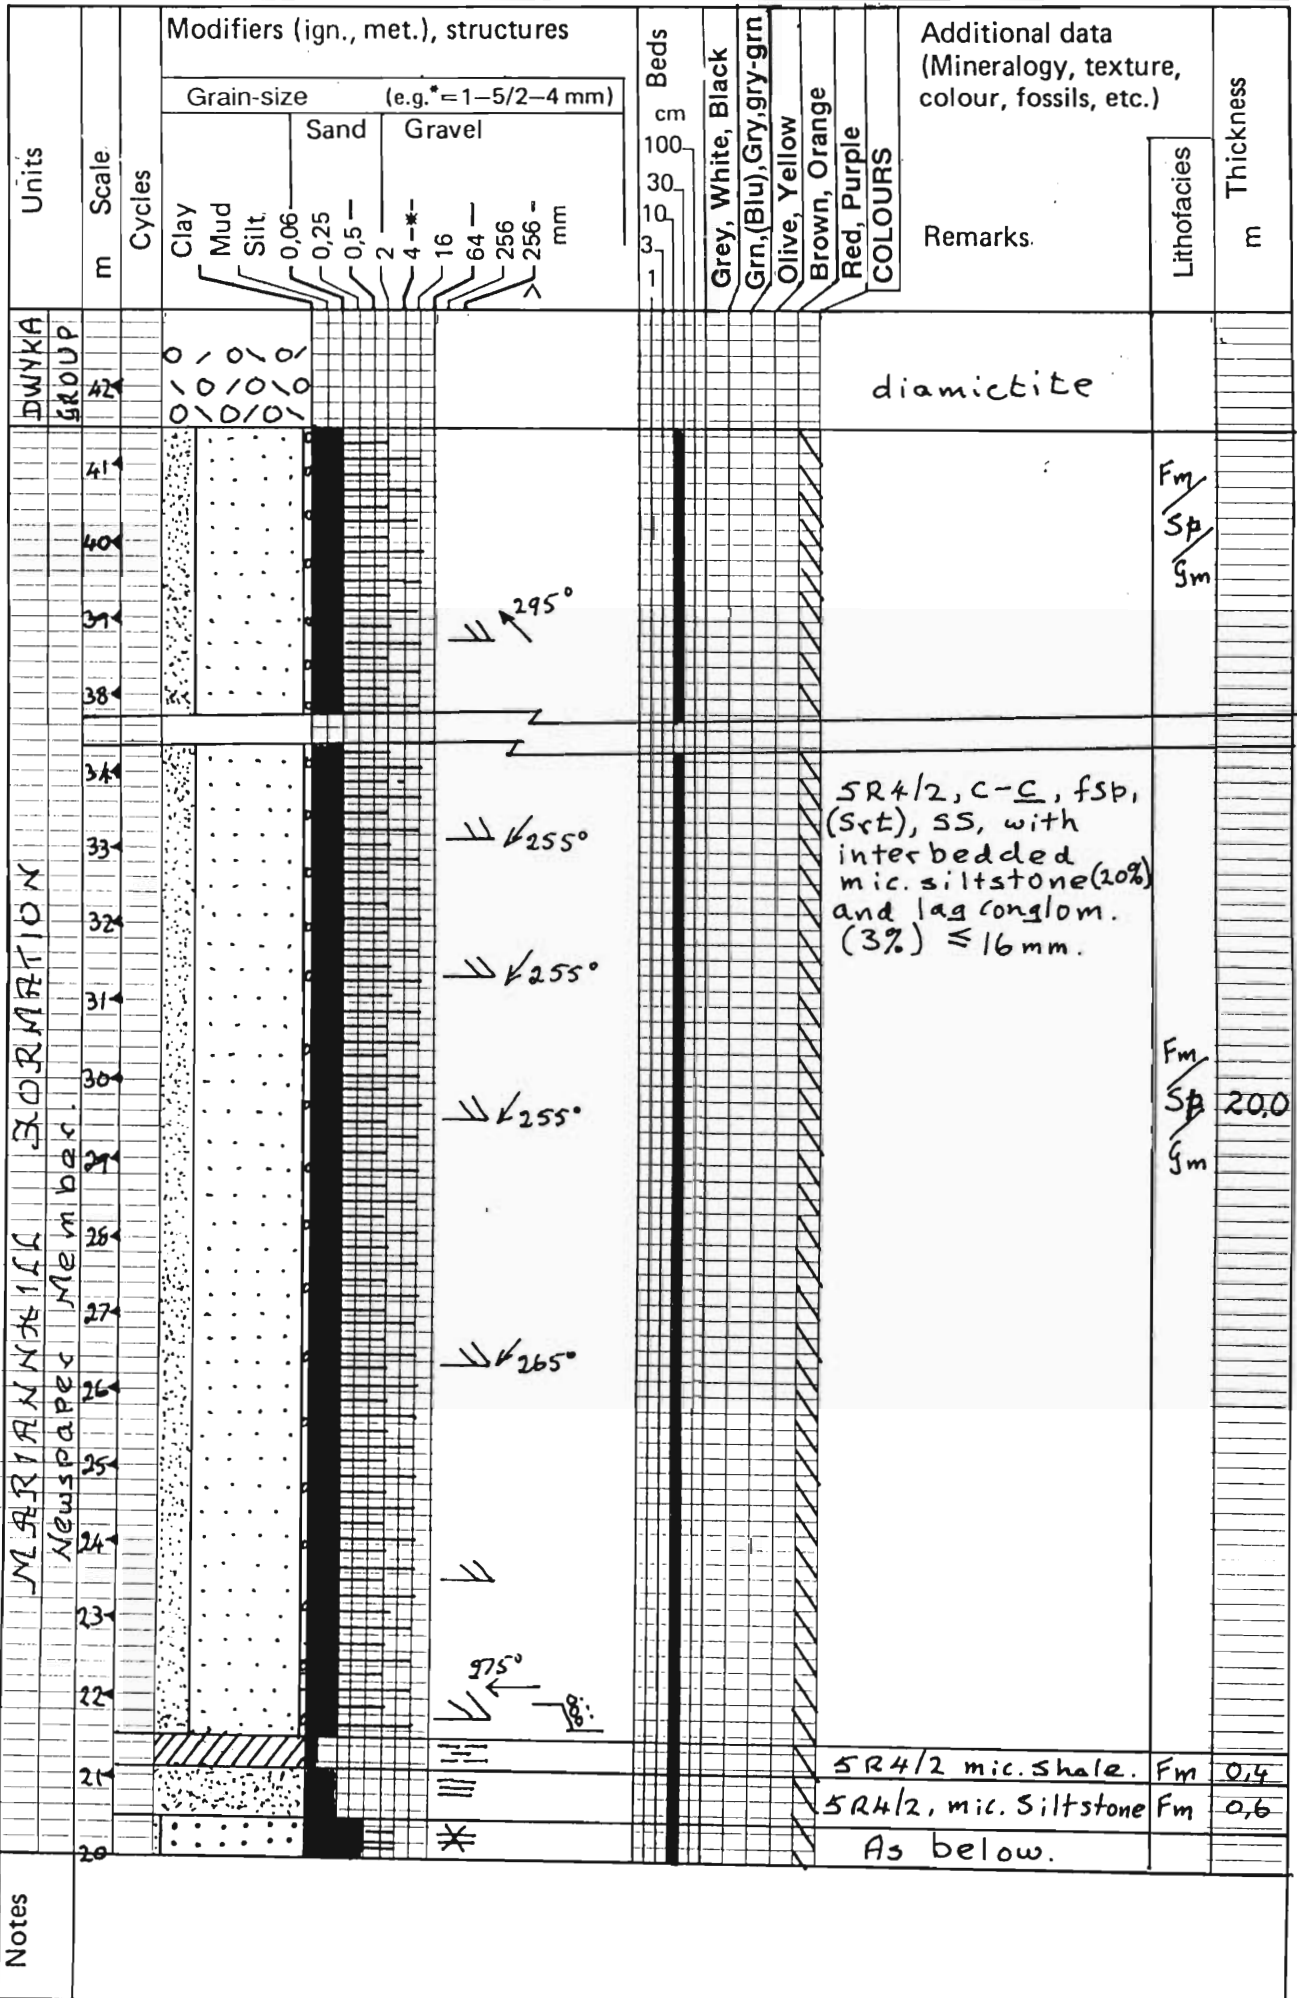 Modifiers (ign., met.), structures
Grain-size (e.g.*=1–5/2–4 mm)
Sand Gravel
Units
Scale
m
Cycles
Clay
Mud
Silt.
0,06
0,25
0,5
2
4–*–
16
64
256
>256
mm
Beds
cm
100
30
10
3
1
Grey, White, Black
Grn,(Blu),Gry,gry-grn
Olive, Yellow
Brown, Orange
Red, Purple
COLOURS
Additional data
(Mineralogy, texture,
colour, fossils, etc.)
Remarks.
Lithofacies
Thickness
m
DWYKA
GROUP
42
diamictite
41
Fm/
Sp/
Gm
40
39
295°
38
34
5R4/2, C-C, fsp,
(Srt), SS, with
interbedded
mic. siltstone(20%)
and lag conglom.
(3%) ≤ 16 mm.
33
255°
32
31
255°
MARIANNHILL FORMATION
Newspaper Member.
30
Fm/
Sp/
Gm
20,0
255°
29
28
27
265°
26
25
24
23
275°
22
5R4/2 mic. Shale. Fm 0,4
21
5R4/2, mic. Siltstone Fm 0,6
As below.
20
Notes